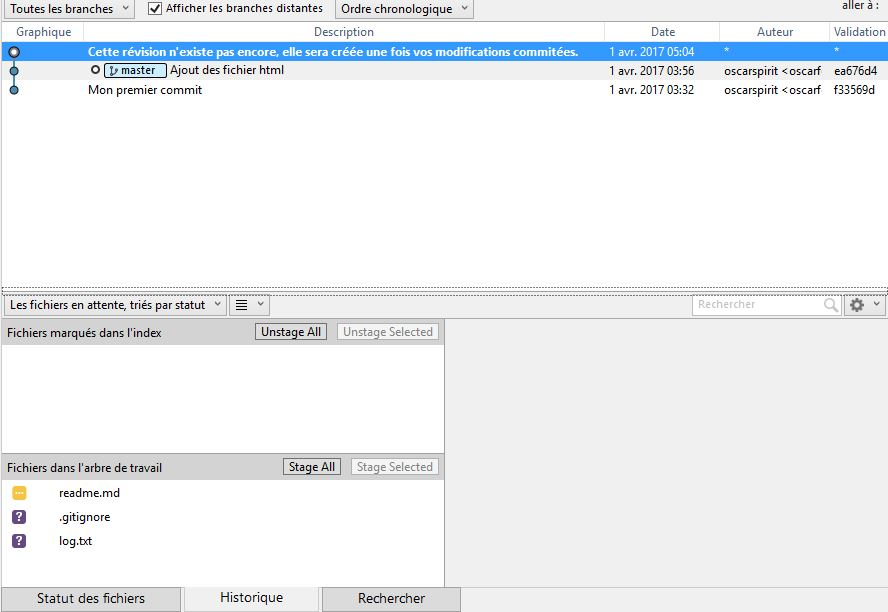 Toutes les branches Afficher les branches distantes Ordre chronologique aller à :
Graphique Description Date Auteur Validation
Cette révision n'existe pas encore, elle sera créée une fois vos modifications commitées. 1 avr. 2017 05:04 * *
master Ajout des fichier html 1 avr. 2017 03:56 oscarspirit <oscarf ea676d4
Mon premier commit 1 avr. 2017 03:32 oscarspirit <oscarf f33569d
Les fichiers en attente, triés par statut Rechercher
Fichiers marqués dans l'index Unstage All Unstage Selected
Fichiers dans l'arbre de travail Stage All Stage Selected
readme.md
? .gitignore
? log.txt
Statut des fichiers Historique Rechercher